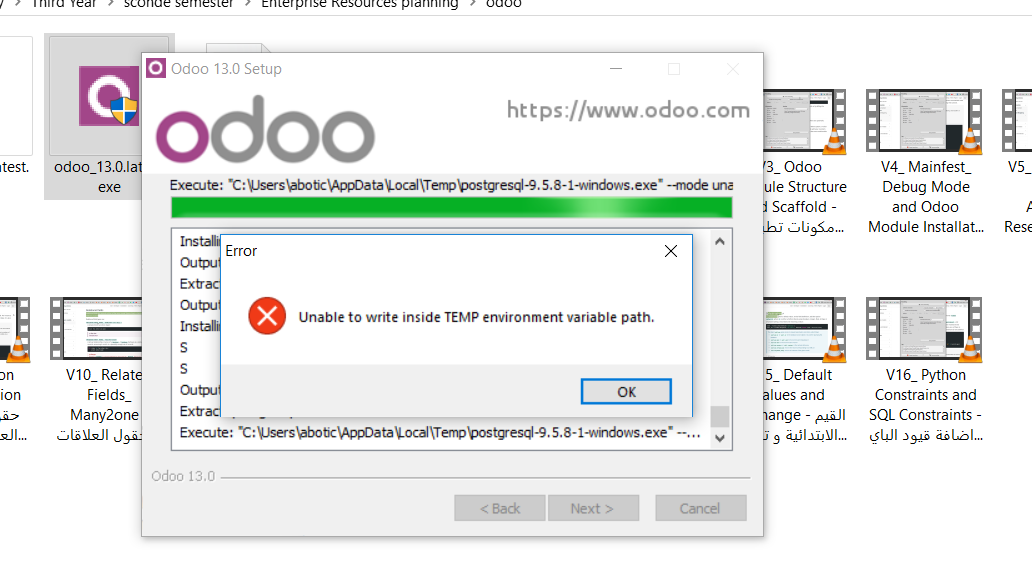 Third Year > sconde semester > Enterprise Resources planning > odoo
Odoo 13.0 Setup
odoo
https://www.odoo.com
Execute: "C:\Users\abotic\AppData\Local\Temp\postgresql-9.5.8-1-windows.exe" --mode una
Installi
Output
Extrac
Output
Installi
S
S
Output
Extrac
Execute: "C:\Users\abotic\AppData\Local\Temp\postgresql-9.5.8-1-windows.exe" --...
Error
Unable to write inside TEMP environment variable path.
OK
Odoo 13.0
< Back
Next >
Cancel
atest.
odoo_13.0.lat
exe
V3_ Odoo
ule Structure
d Scaffold -
مكونات تط...
V4_ Mainfest_
Debug Mode
and Odoo
Module Installat...
V5_
A
Rese
on
ion
حقو
الع...
V10_ Relate
Fields_
Many2one
حقول العلاقات
5_ Default
alues and
hange - القيم
الابتدائية و ت...
V16_ Python
Constraints and
SQL Constraints -
اضافة قيود الباي...